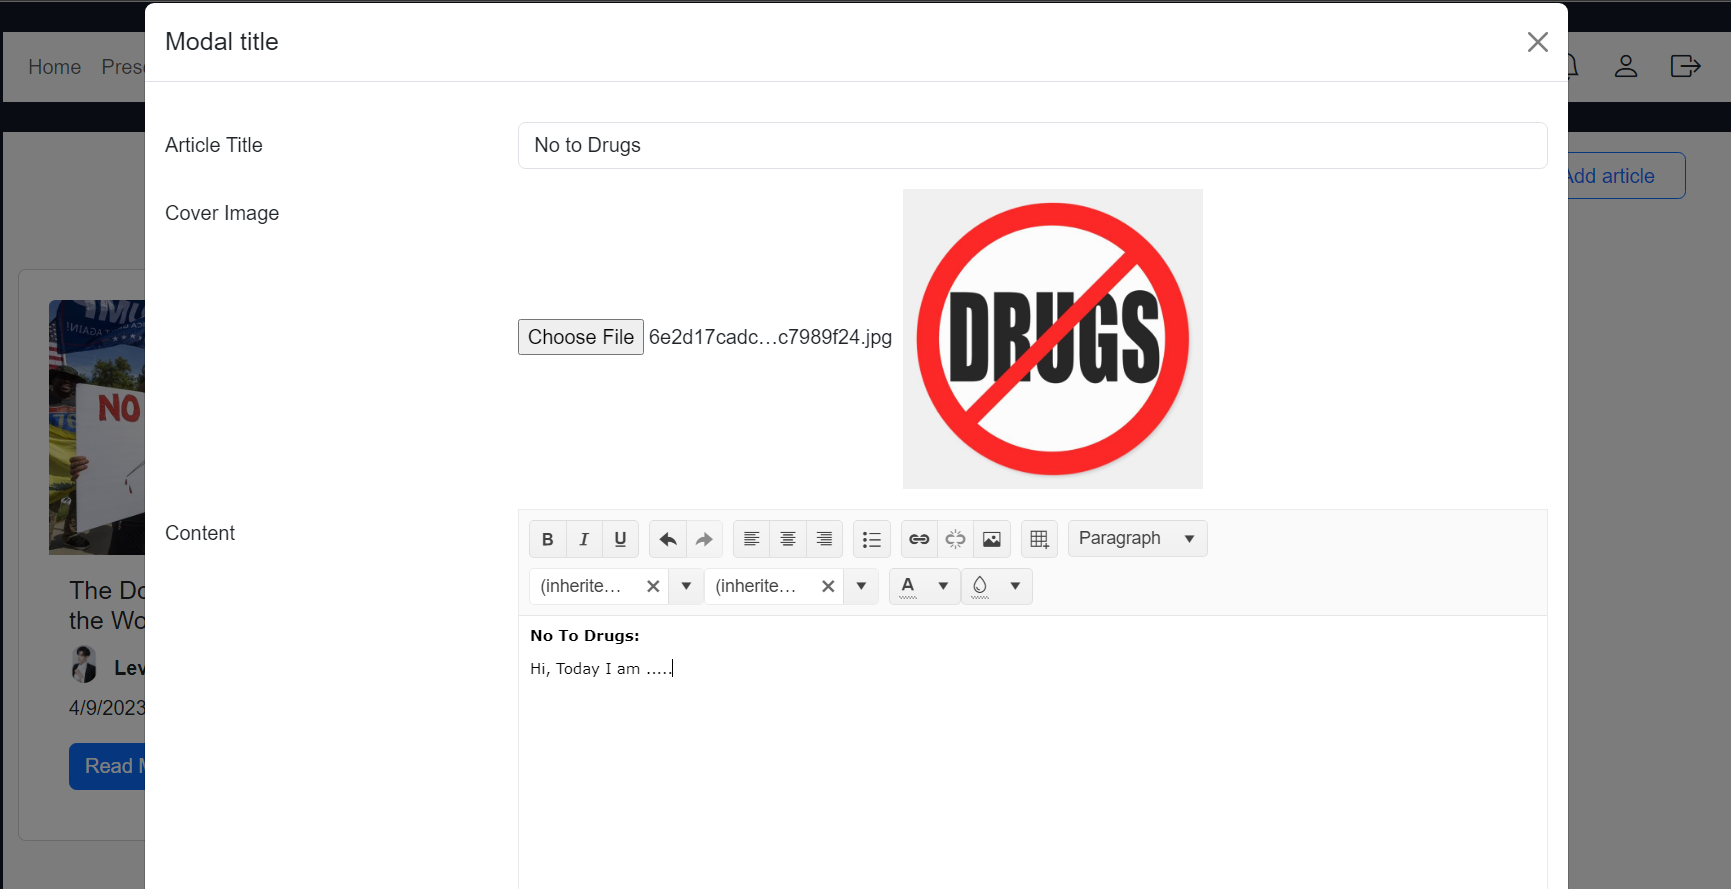 Modal title
Home Prese
Article Title
No to Drugs
Add article
Cover Image
DRUGS
Choose File 6e2d17cadc...c7989f24.jpg
NO
Content
B I U
Paragraph
(inherite...
(inherite...
A
No To Drugs:
Hi, Today I am .....
The Do
the Wo
Lev
4/9/2023
Read M